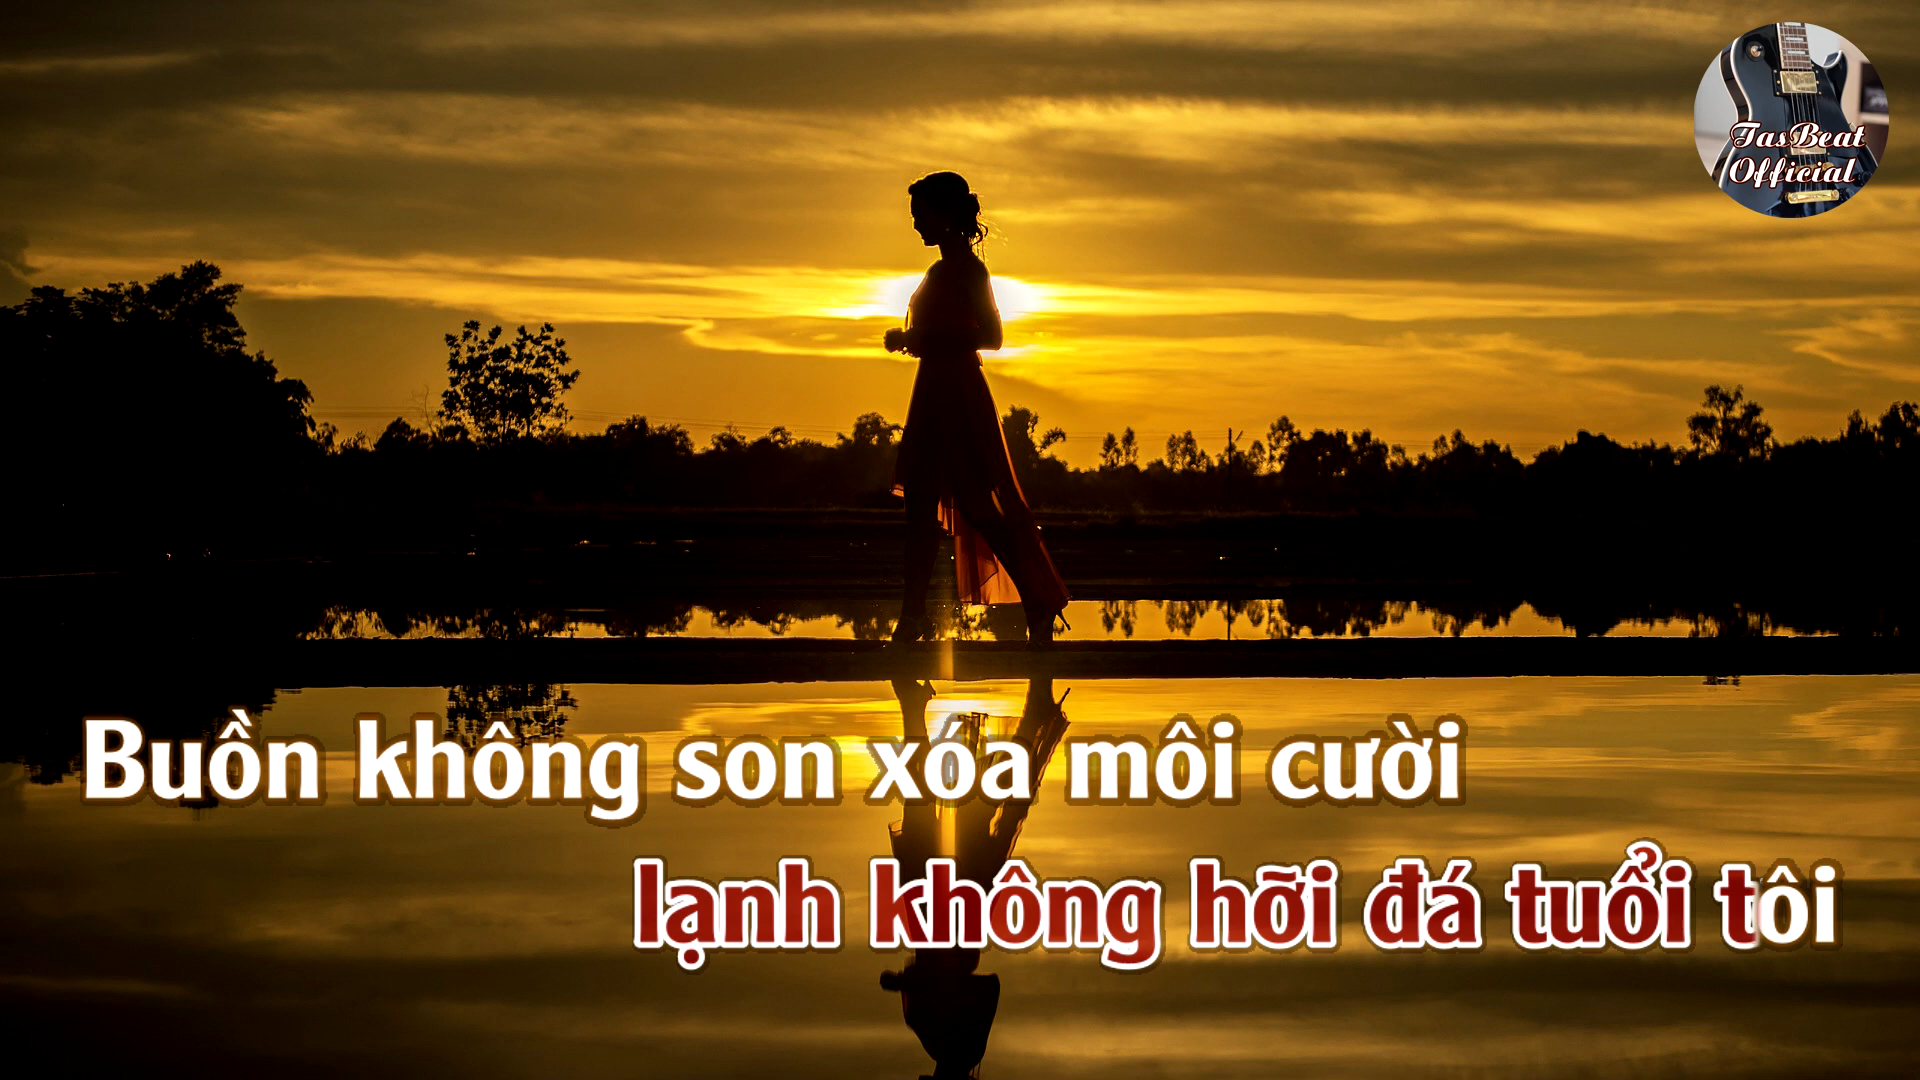 TasBeat
Official
Buồn không son xóa môi cười
lạnh không hỡi đá tuổi tôi